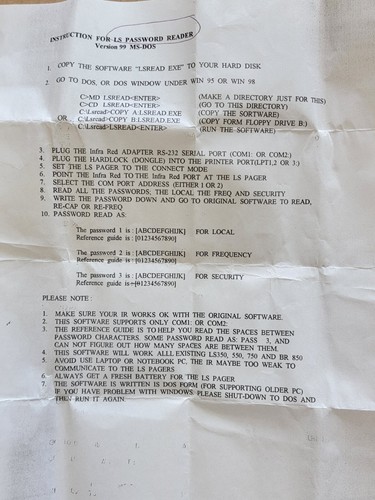 INSTRUCTION FOR LS PASSWORD READER
Version 99 MS-DOS
1. COPY THE SOFTWARE "LSREAD EXE" TO YOUR HARD DISK
2. GO TO DOS, OR DOS WINDOW UNDER WIN 95 OR WIN 98
C>MD LSREAD<ENTER> (MAKE A DIRECTORY JUST FOR THIS)
C>CD LSREAD<ENTER> (GO TO THIS DIRECTORY)
C:\Lsread>COPY A:LSREAD.EXE (COPY THE SORTWARE)
OR C:\Lsread>COPY B:LSREAD.EXE (COPY FORM FLOPPY DRIVE B:)
C:\Lsread>LSREAD<ENTER> (RUN THE SOFTWARE)
3. PLUG THE Infra Red ADAPTER RS-232 SERIAL PORT (COM1: OR COM2:)
4. PLUG THE HARDLOCK (DONGLE) INTO THE PRINTER PORT(LPT1,2 OR 3:)
5. SET THE LS PAGER TO THE CONNECT MODE
6. POINT THE Infra Red TO THE Infra Red PORT AT THE LS PAGER
7. SELECT THE COM PORT ADDRESS (EITHER 1 OR 2)
8. READ ALL THE PASSWORDS; THE LOCAL THE FREQ AND SECURITY
9. WRITE THE PASSWORD DOWN AND GO TO ORIGINAL SOFTWARE TO READ,
RE-CAP OR RE-FREQ
10. PASSWORD READ AS:
The password 1 is : [ABCDEFGHIJK] FOR LOCAL
Reference guide is : [01234567890]
The password 2 is : [ABCDEFGHIJK] FOR FREQUENCY
Reference guide is : [01234567890]
The password 3 is : [ABCDEFGHIJK] FOR SECURITY
Reference guide is : [01234567890]
PLEASE NOTE :
1. MAKE SURE YOUR IR WORKS OK WITH THE ORIGINAL SOFTWARE.
2. THIS SOFTWARE SUPPORTS ONLY COM1: OR COM2:
3. THE REFERENCE GUIDE IS TO HELP YOU READ THE SPACES BETWEEN
PASSWORD CHARACTERS. SOME PASSWORD READ AS: PASS 3, AND
CAN NOT FIGURE OUT HOW MANY SPACES ARE BETWEEN THEM.
4. THIS SOFTWARE WILL WORK ALLL EXISTING LS350, 550, 750 AND BR 850
5. AVOID USE LAPTOP OR NOTEBOOK PC, THE IR MAYBE TOO WEAK TO
COMMUNICATE TO THE LS PAGERS
6. ALWAYS GET A FRESH BATTERY FOR THE LS PAGER
7. THE SOFTWARE IS WRITTEN IS DOS FORM (FOR SUPPORTING OLDER PC)
IF YOU HAVE PROBLEM WITH WINDOWS PLEASE SHUT-DOWN TO DOS AND
THEN RUN IT AGAIN